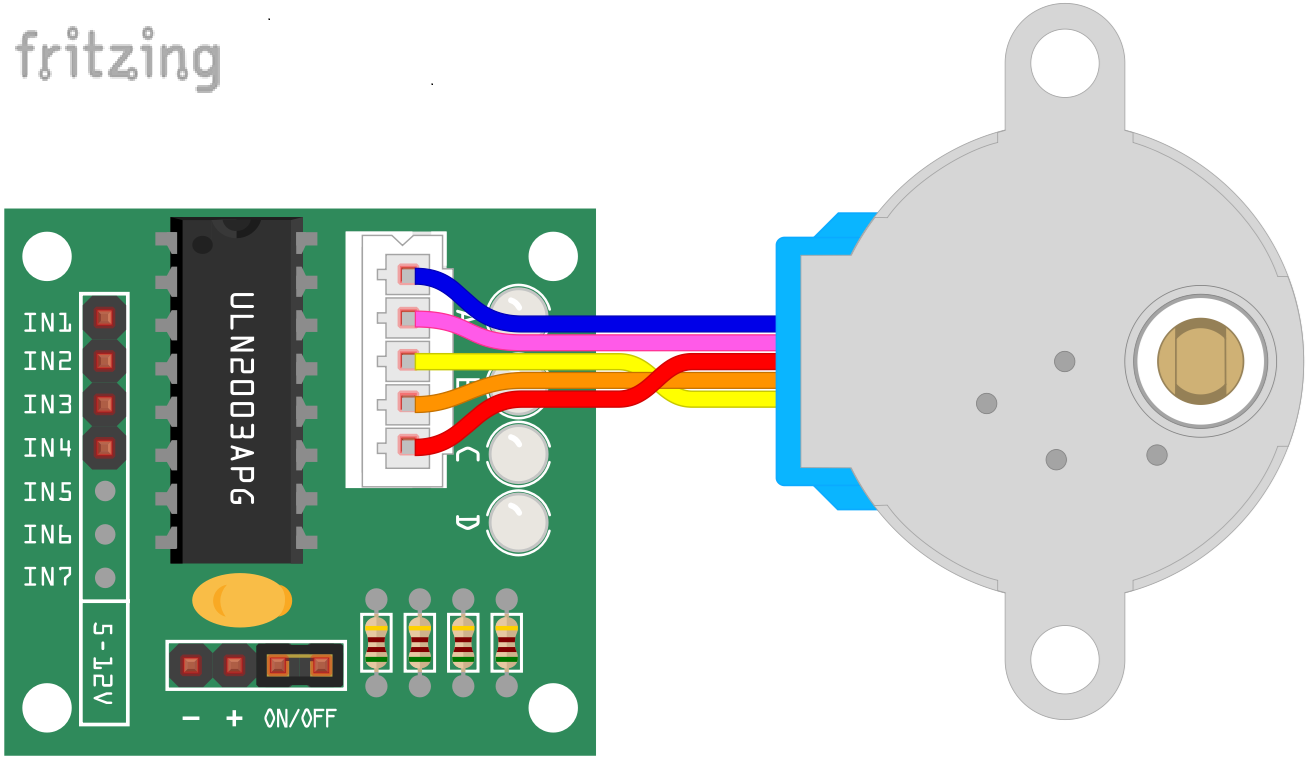 fritzing
IN1
IN2
IN3
IN4
IN5
IN6
IN7
5-12V
ULN2003APG
A
B
C
D
- + ON/OFF